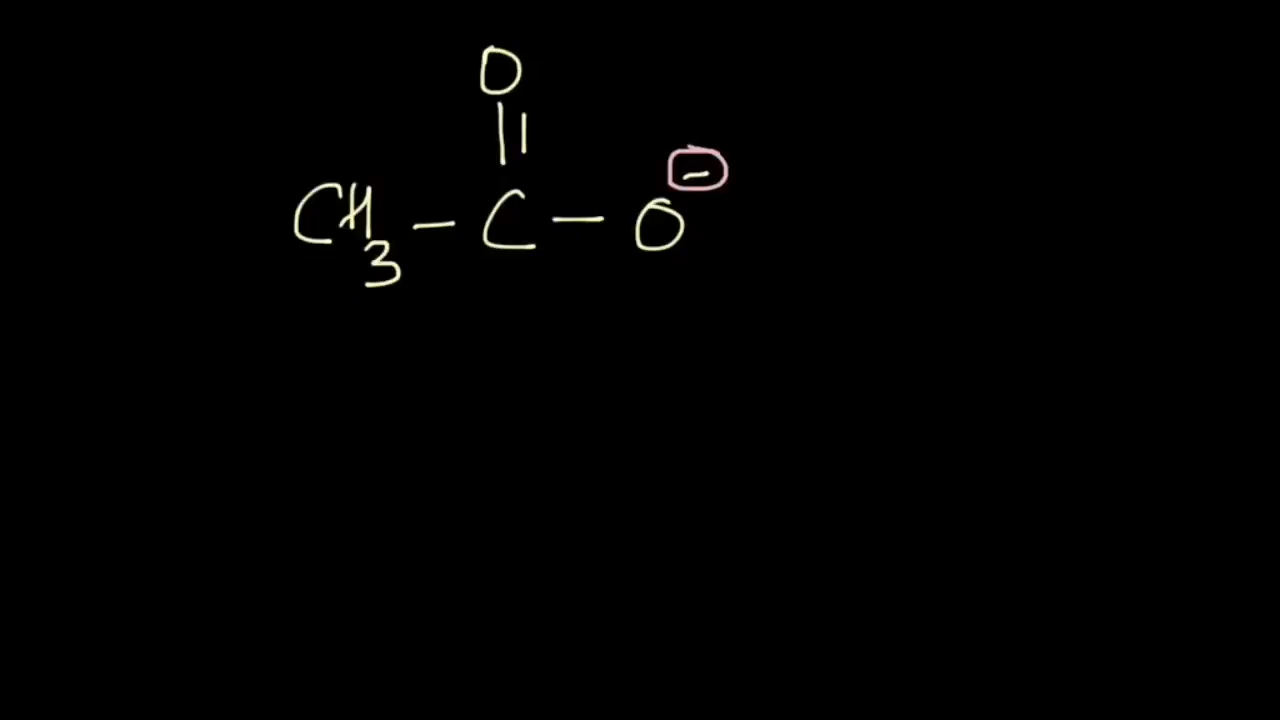 O
||
CH₃ – C – O⁻